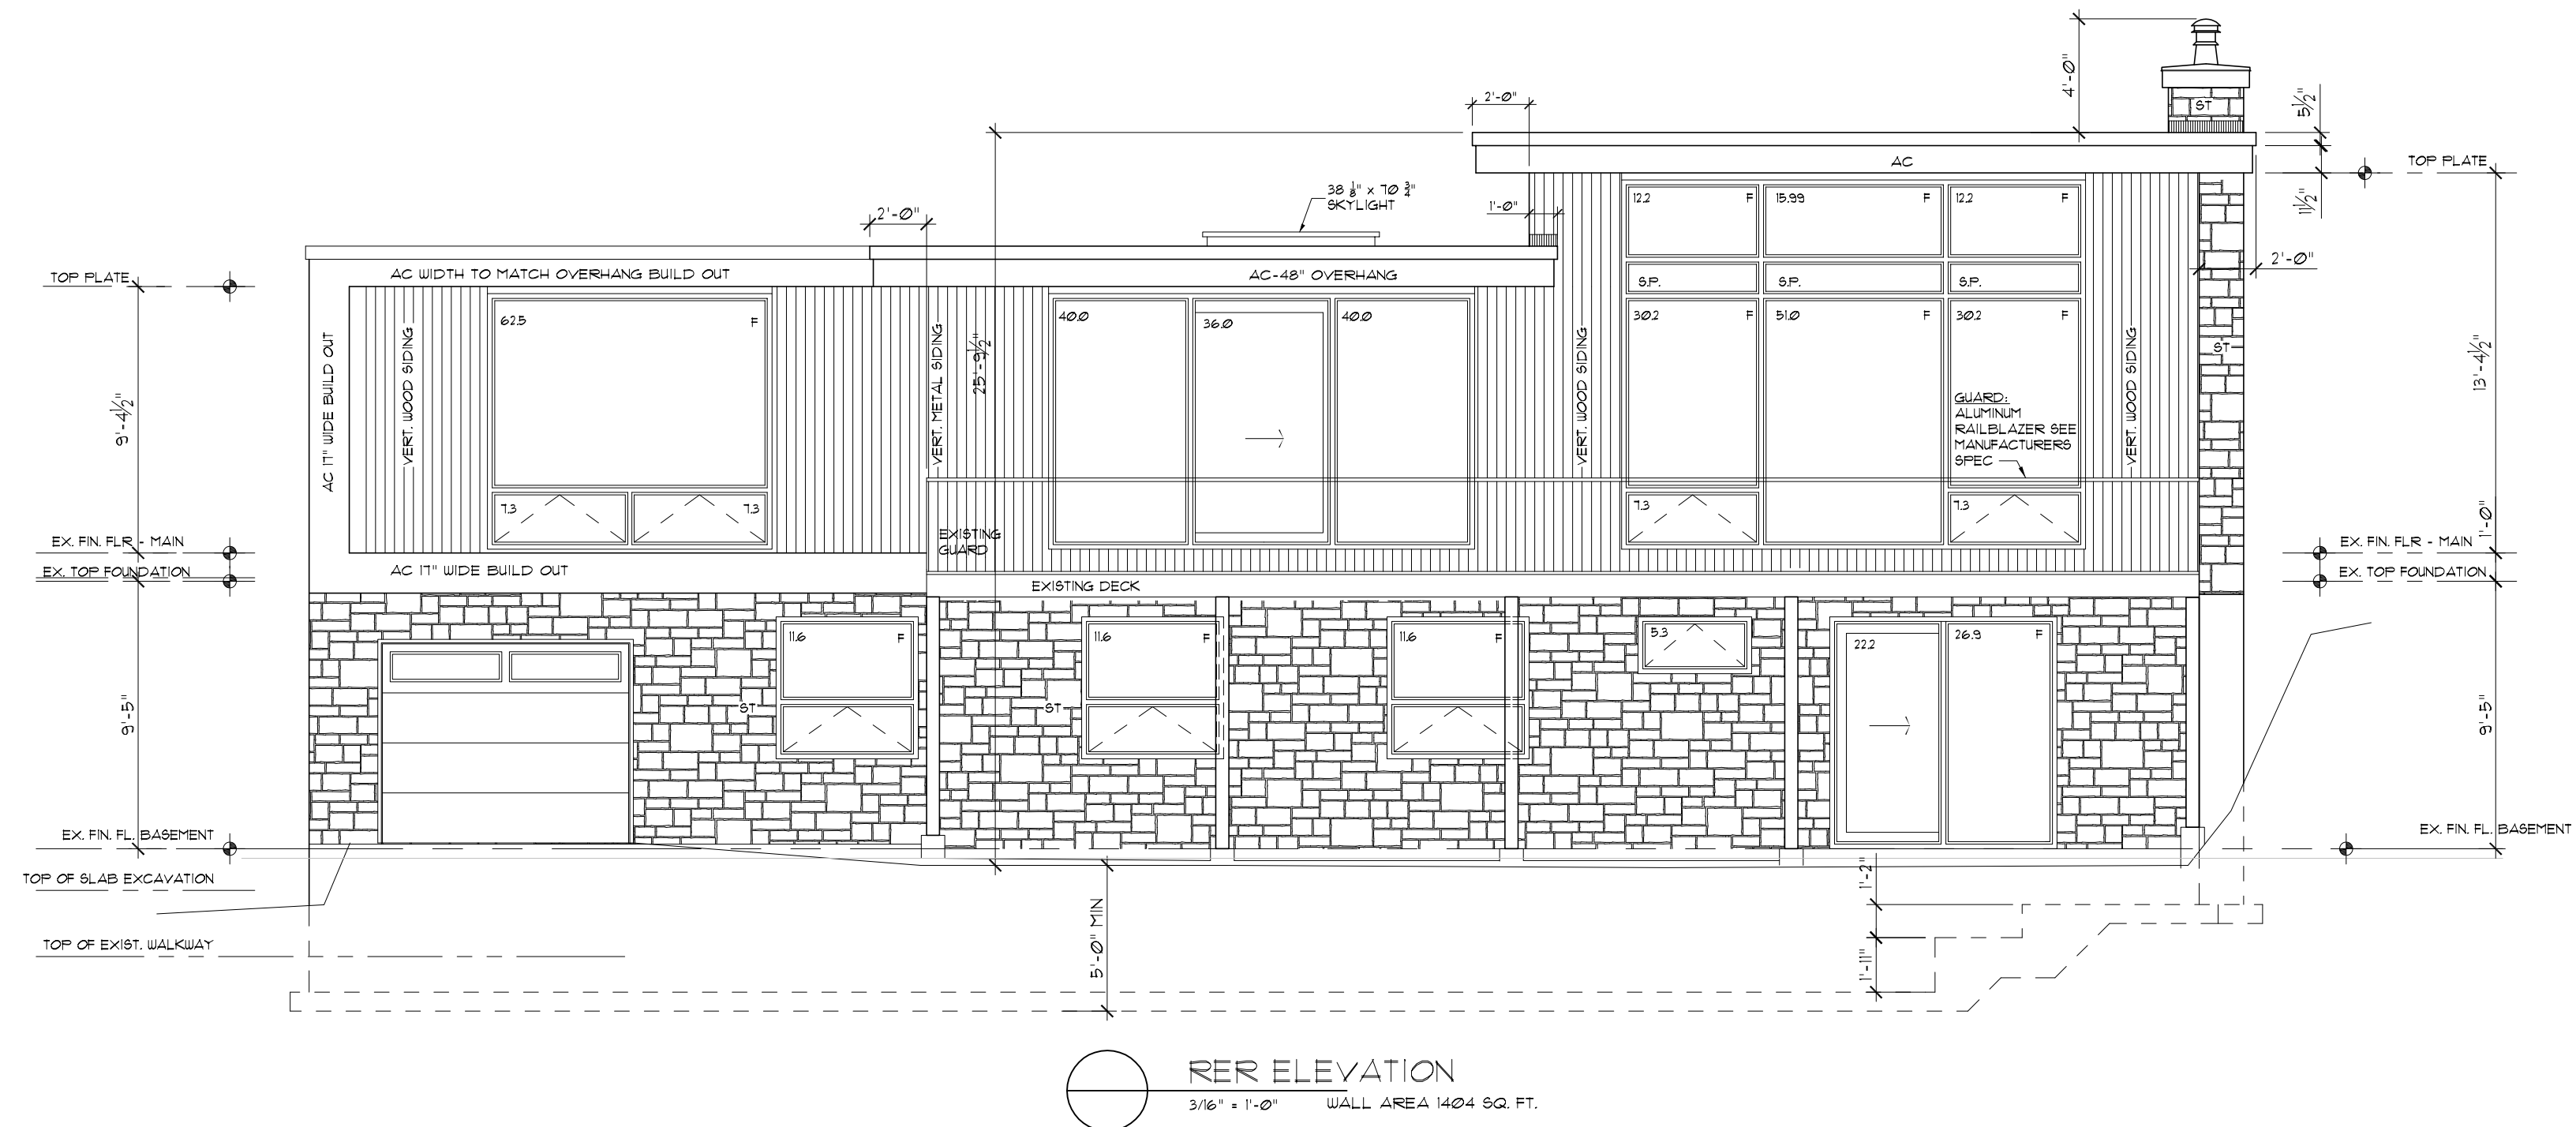 4'-0"
5½"
ST
2'-0"
AC
TOP PLATE
38 ⅛" x 70 ¾"
SKYLIGHT
1'-0"
11½"
2'-0"
12.2 F
15.99 F
12.2 F
2'-0"
TOP PLATE
AC WIDTH TO MATCH OVERHANG BUILD OUT
AC-48" OVERHANG
S.P.
S.P.
S.P.
62.5 F
40.0
36.0
40.0
30.2 F
51.0 F
30.2 F
AC 17" WIDE BUILD OUT
VERT. WOOD SIDING
VERT. METAL SIDING
25'-9½"
VERT. WOOD SIDING
VERT. WOOD SIDING
ST
13'-4½"
9'-4½"
GUARD:
ALUMINUM
RAILBLAZER SEE
MANUFACTURERS
SPEC
7.3
7.3
7.3
7.3
1'-0"
EXISTING
GUARD
EX. FIN. FLR - MAIN
EX. FIN. FLR - MAIN
EX. TOP FOUNDATION
AC 17" WIDE BUILD OUT
EX. TOP FOUNDATION
EXISTING DECK
11.6 F
11.6 F
11.6 F
5.3
22.2
26.9 F
ST
ST
9'-5"
9'-5"
EX. FIN. FL. BASEMENT
EX. FIN. FL. BASEMENT
TOP OF SLAB EXCAVATION
1'-2"
5'-0" MIN
TOP OF EXIST. WALKWAY
1'-11"
RER ELEVATION
3/16" = 1'-0" WALL AREA 1404 SQ. FT.